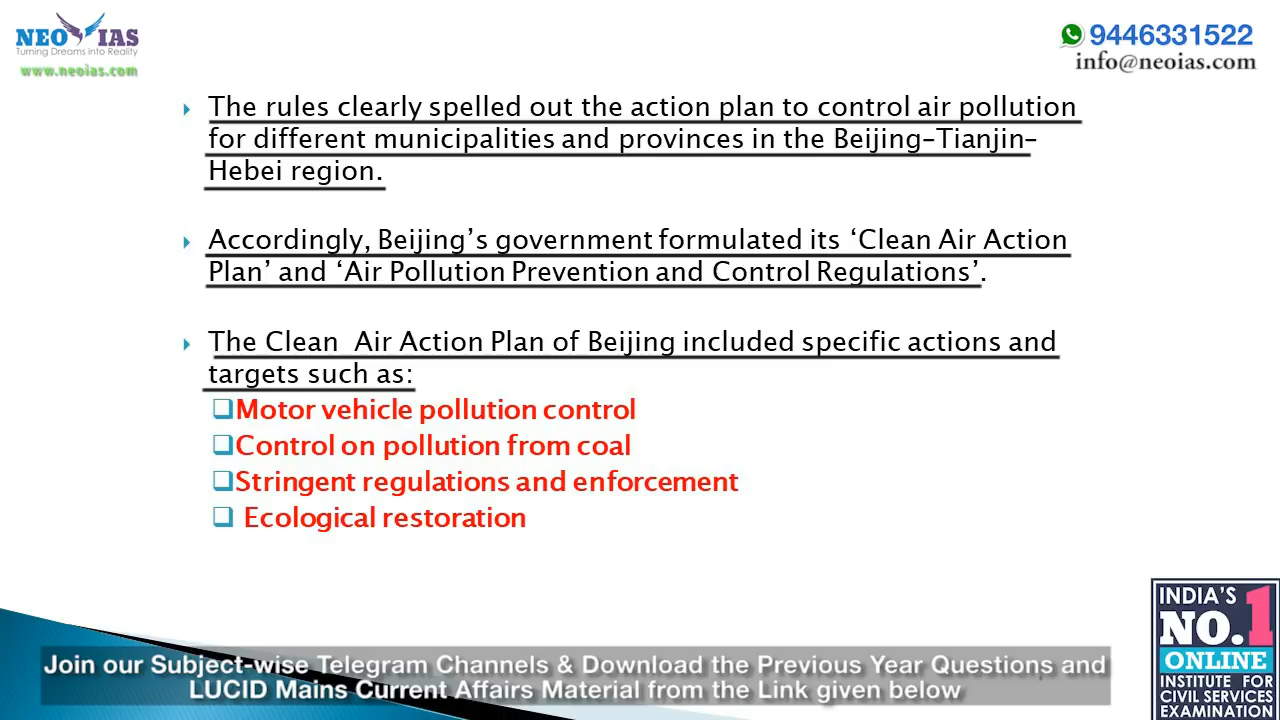 NEO IAS
Turning Dreams into Reality
www.neoias.com
9446331522
info@neoias.com
The rules clearly spelled out the action plan to control air pollution
for different municipalities and provinces in the Beijing-Tianjin-
Hebei region.
Accordingly, Beijing's government formulated its ‘Clean Air Action
Plan’ and ‘Air Pollution Prevention and Control Regulations’.
The Clean Air Action Plan of Beijing included specific actions and
targets such as:
Motor vehicle pollution control
Control on pollution from coal
Stringent regulations and enforcement
Ecological restoration
INDIA'S
NO.1
ONLINE
INSTITUTE FOR
CIVIL SERVICES
EXAMINATION
Join our Subject-wise Telegram Channels & Download the Previous Year Questions and
LUCID Mains Current Affairs Material from the Link given below